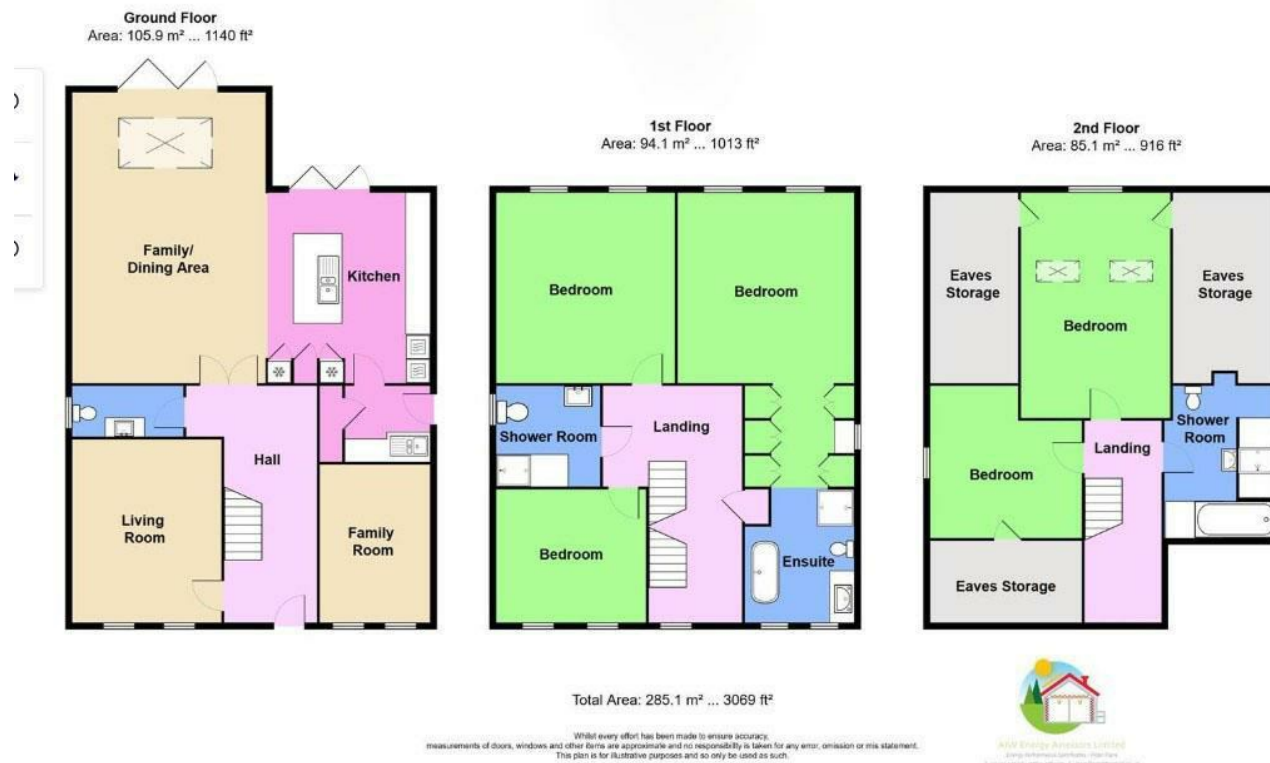 Ground Floor
Area: 105.9 m² ... 1140 ft²
Family/
Dining Area
Kitchen
Hall
Living
Room
Family
Room
1st Floor
Area: 94.1 m² ... 1013 ft²
Bedroom
Bedroom
Shower Room
Landing
Bedroom
Ensuite
2nd Floor
Area: 85.1 m² ... 916 ft²
Eaves
Storage
Bedroom
Eaves
Storage
Bedroom
Landing
Shower
Room
Eaves Storage
Total Area: 285.1 m² ... 3069 ft²
Whilst every effort has been made to ensure accuracy,
measurements of doors, windows and other items are approximate and no responsibility is taken for any error, omission or mis statement.
This plan is for illustrative purposes and so only be used as such.
Energy Assessors Limited